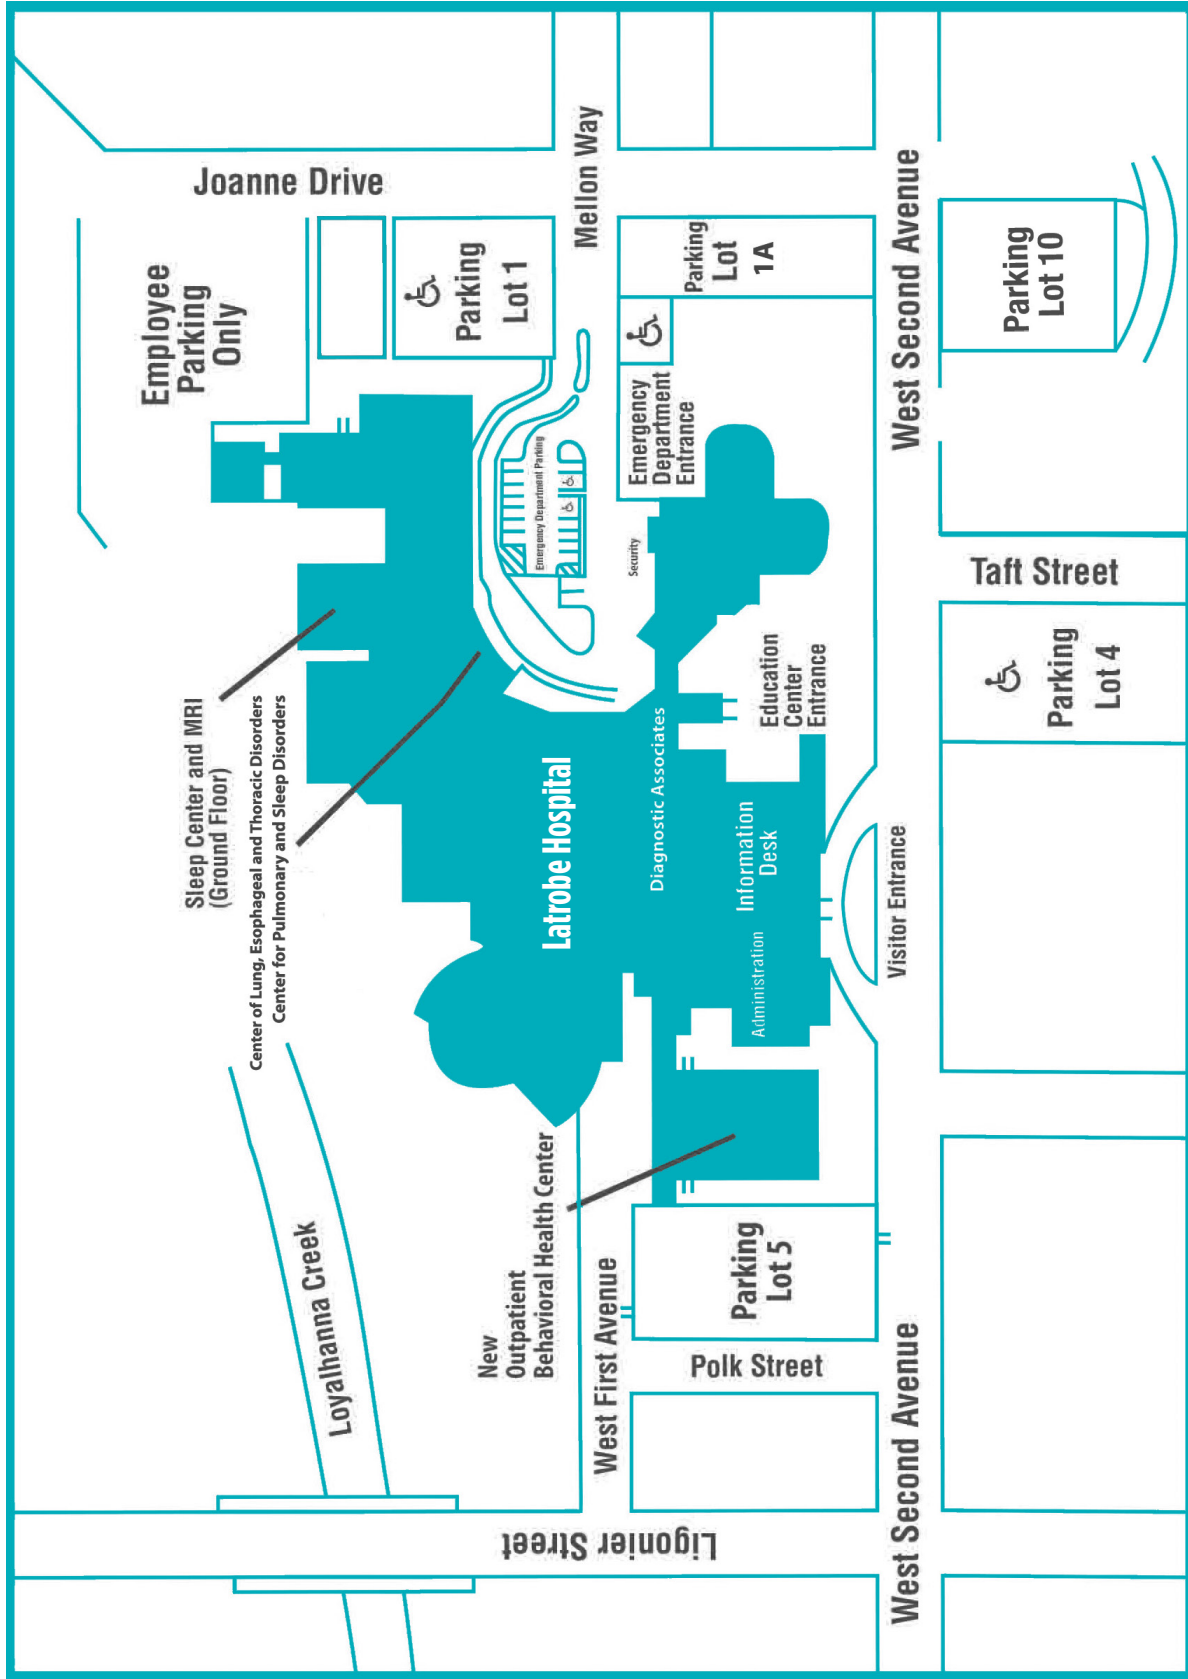 Joanne Drive
Mellon Way
West Second Avenue
Employee
Parking
Only
Parking
Lot 1
Parking
Lot
1A
Parking
Lot 10
Emergency Department Parking
Emergency
Department
Entrance
Security
Taft Street
Parking
Lot 4
Sleep Center and MRI
(Ground Floor)
Center of Lung, Esophageal and Thoracic Disorders
Center for Pulmonary and Sleep Disorders
Latrobe Hospital
Diagnostic Associates
Education
Center
Entrance
Information
Desk
Administration
Visitor Entrance
New
Outpatient
Behavioral Health Center
Loyalhanna Creek
West First Avenue
Parking
Lot 5
Polk Street
Ligonier Street
West Second Avenue